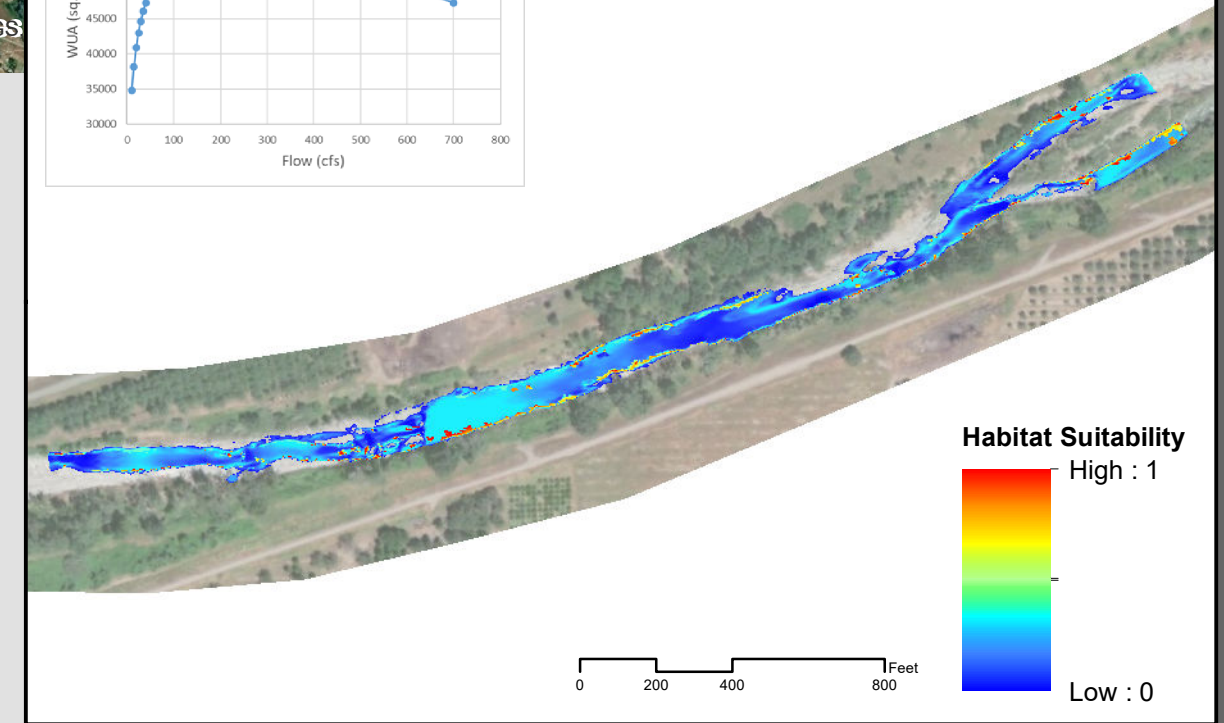 WUA (sq.
45000
40000
35000
30000
0 100 200 300 400 500 600 700 800
Flow (cfs)
Habitat Suitability
High : 1
Low : 0
Feet
0 200 400 800